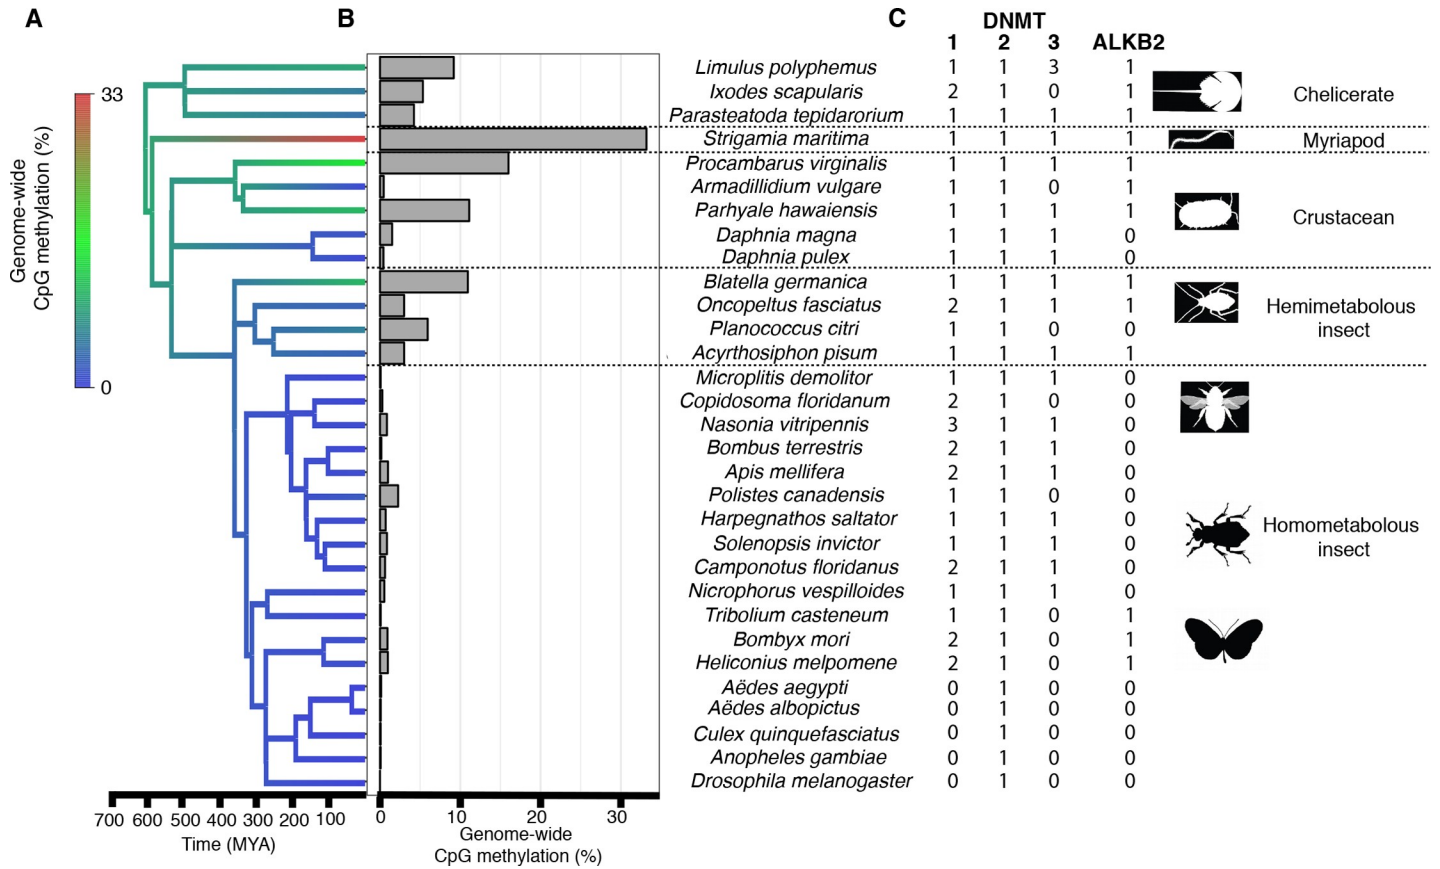 A
B
C
DNMT
1 2 3 ALKB2
33
0
Genome-wide
CpG methylation (%)
Limulus polyphemus 1 1 3 1
Ixodes scapularis 2 1 0 1
Chelicerate
Parasteatoda tepidariorum 1 1 1 1
Strigamia maritima 1 1 1 1
Myriapod
Procambarus virginalis 1 1 1 1
Armadillidium vulgare 1 1 0 1
Parhyale hawaiensis 1 1 1 1
Crustacean
Daphnia magna 1 1 1 0
Daphnia pulex 1 1 1 0
Blatella germanica 1 1 1 1
Oncopeltus fasciatus 2 1 1 1
Hemimetabolous
insect
Planococcus citri 1 1 0 0
Acyrthosiphon pisum 1 1 1 1
Microplitis demolitor 1 1 1 0
Copidosoma floridanum 2 1 0 0
Nasonia vitripennis 3 1 1 0
Bombus terrestris 2 1 1 0
Apis mellifera 2 1 1 0
Polistes canadensis 1 1 0 0
Harpegnathos saltator 1 1 1 0
Homometabolous
insect
Solenopsis invictor 1 1 1 0
Camponotus floridanus 2 1 1 0
Nicrophorus vespilloides 1 1 1 0
Tribolium casteneum 1 1 0 1
Bombyx mori 2 1 0 1
Heliconius melpomene 2 1 0 1
Aëdes aegypti 0 1 0 0
Aëdes albopictus 0 1 0 0
Culex quinquefasciatus 0 1 0 0
Anopheles gambiae 0 1 0 0
Drosophila melanogaster 0 1 0 0
700 600 500 400 300 200 100
Time (MYA)
0 10 20 30
Genome-wide
CpG methylation (%)